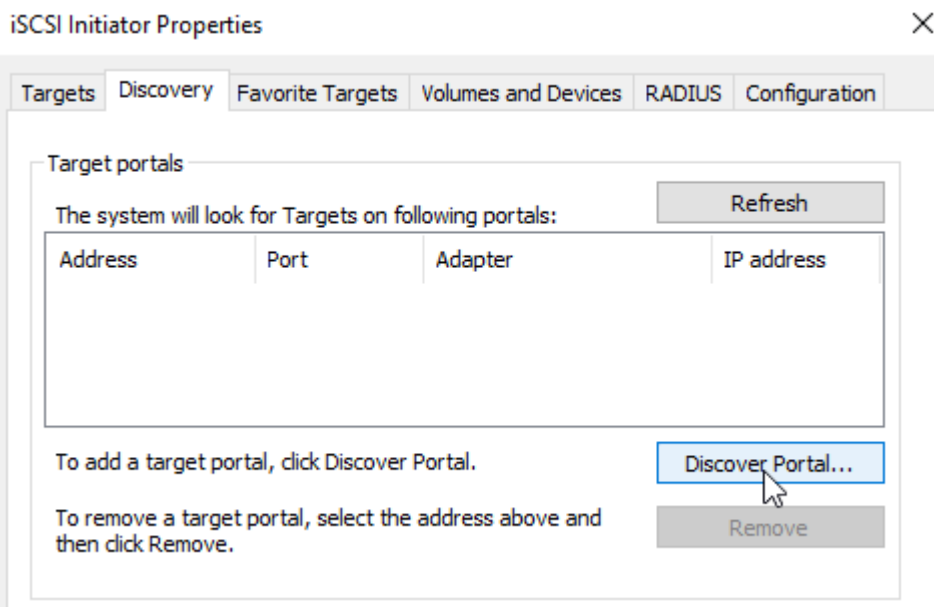 iSCSI Initiator Properties
Targets Discovery Favorite Targets Volumes and Devices RADIUS Configuration
Target portals
The system will look for Targets on following portals:
Refresh
Address Port Adapter IP address
To add a target portal, click Discover Portal.
Discover Portal...
To remove a target portal, select the address above and
then click Remove.
Remove